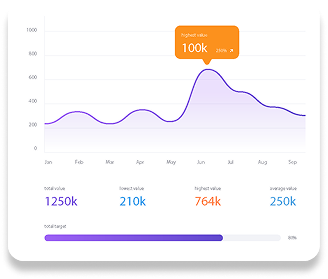 1000
800
600
400
200
0
highest value
100k 240%
Jan Feb Mar Apr May Jun Jul Aug Sep
total value lowest value highest value average value
1250k 210k 764k 250k
total target
80%